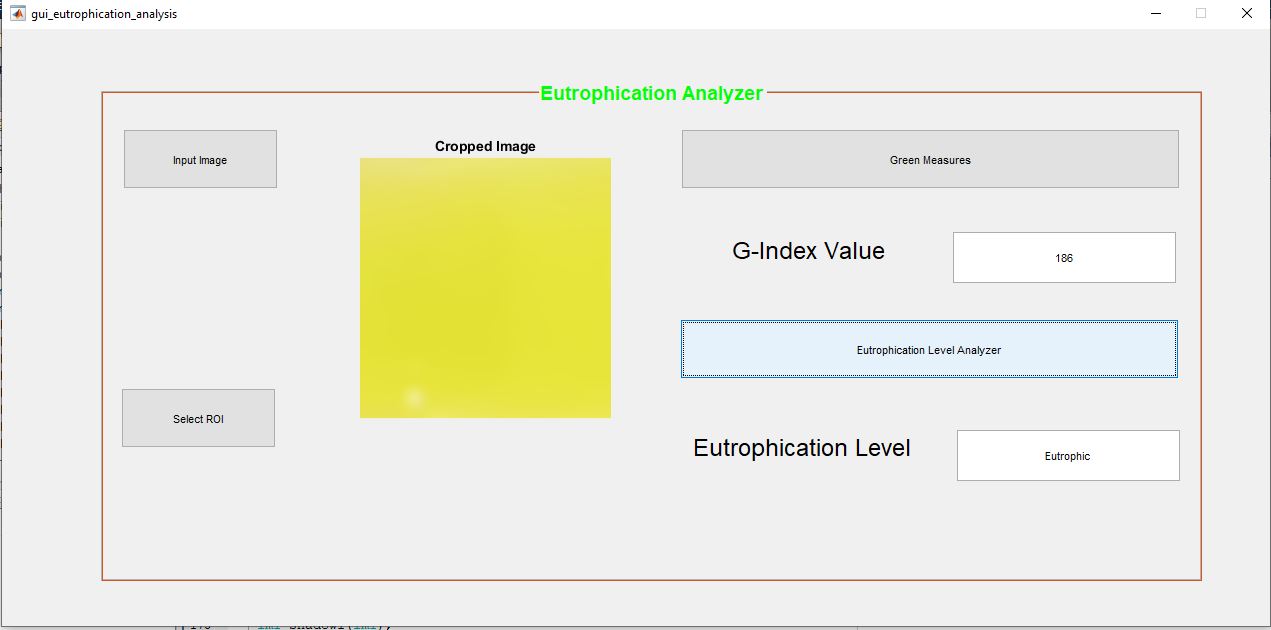 gui_eutrophication_analysis
Eutrophication Analyzer
Input Image
Cropped Image
Green Measures
G-Index Value
186
Eutrophication Level Analyzer
Select ROI
Eutrophication Level
Eutrophic